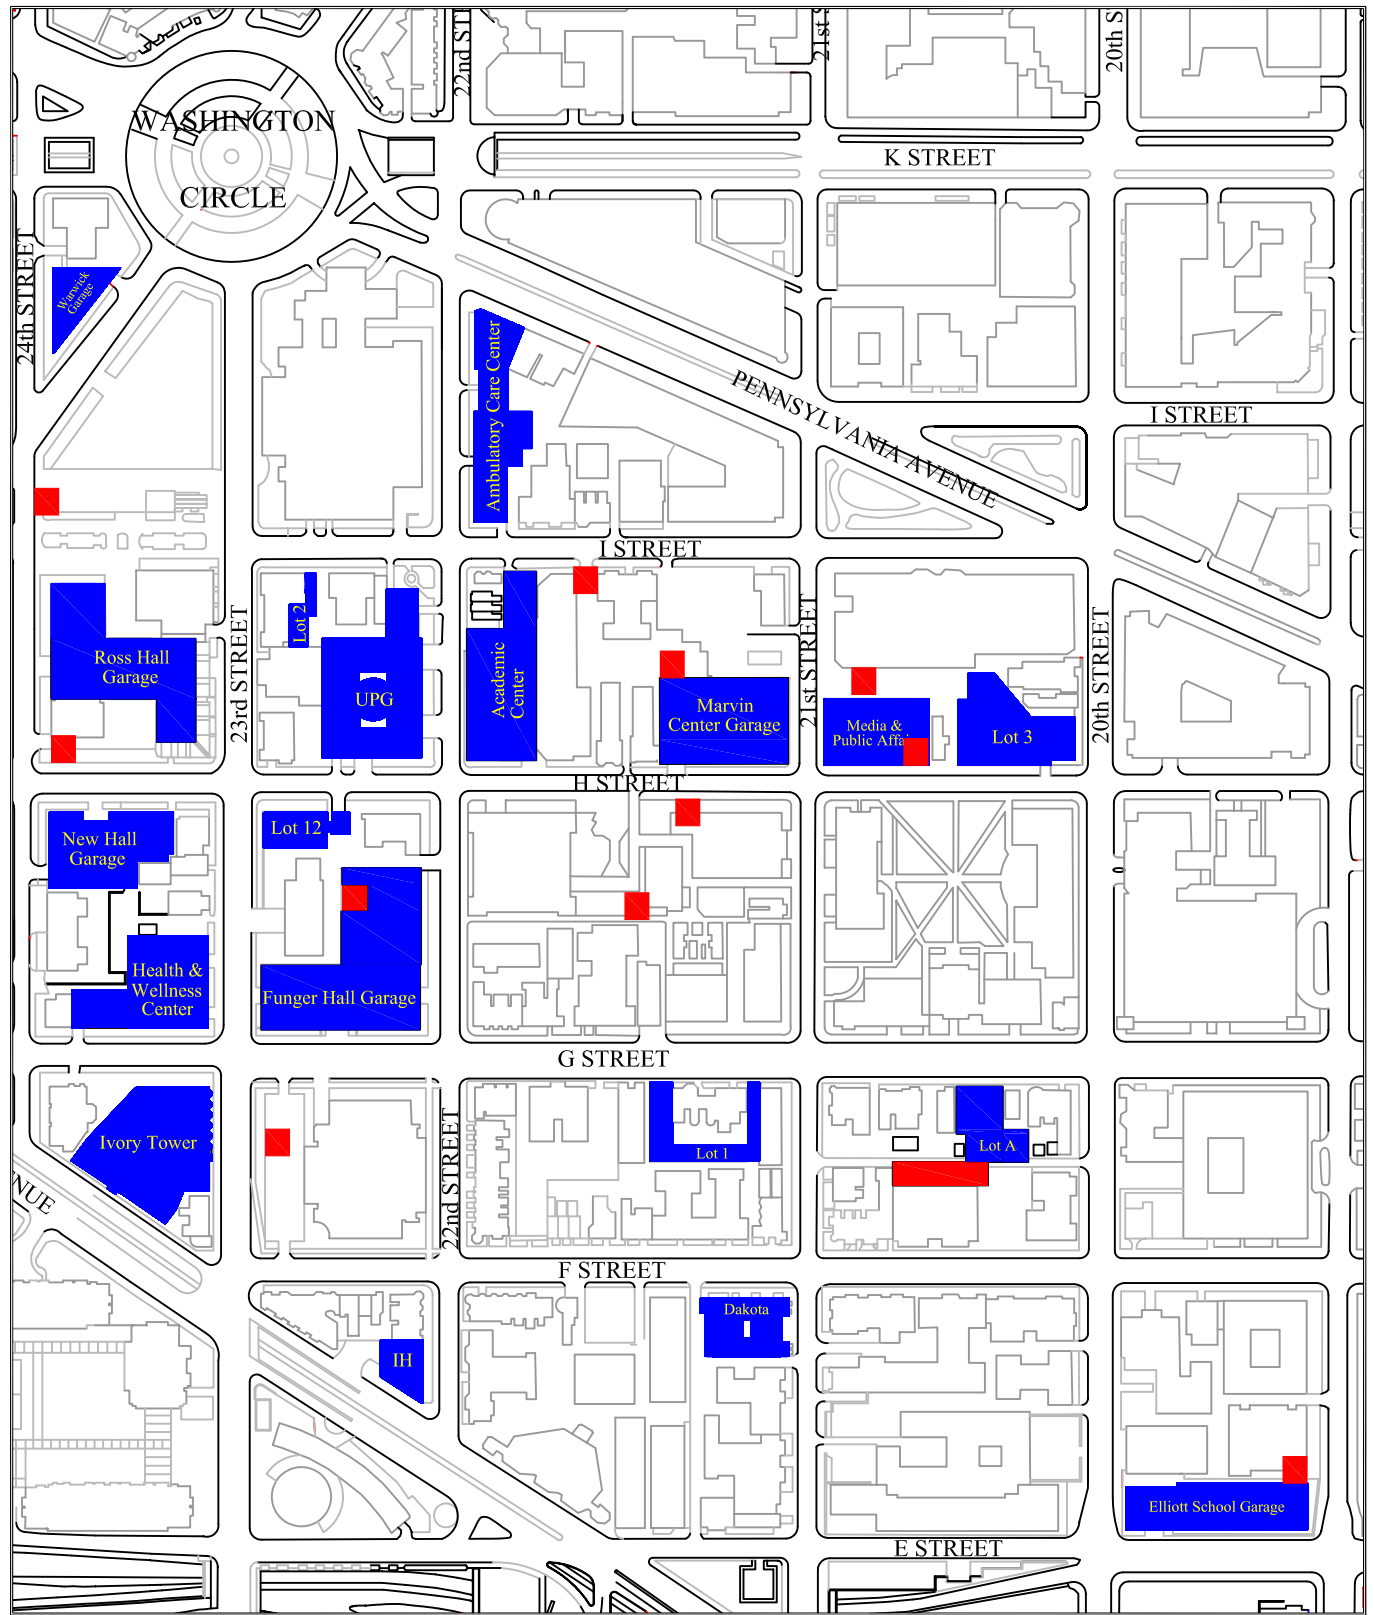 22nd ST
21st S
20th S
WASHINGTON
CIRCLE
K STREET
24th STREET
Warwick
Garage
PENNSYLVANIA AVENUE
I STREET
Ambulatory Care Center
I STREET
Lot 2
23rd STREET
Ross Hall
Garage
UPG
Academic
Center
Marvin
Center Garage
21st STREET
Media &
Public Affa
Lot 3
20th STREET
H STREET
New Hall
Garage
Lot 12
Health &
Wellness
Center
Funger Hall Garage
G STREET
Ivory Tower
22nd STREET
Lot 1
Lot A
NUE
F STREET
Dakota
IH
Elliott School Garage
E STREET